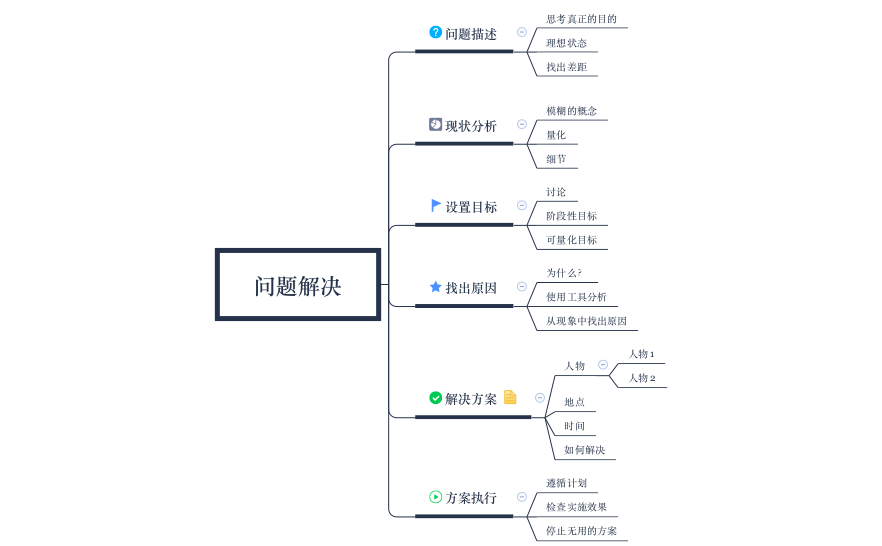 问题解决
问题描述
思考真正的目的
理想状态
找出差距
现状分析
模糊的概念
量化
细节
设置目标
讨论
阶段性目标
可量化目标
找出原因
为什么?
使用工具分析
从现象中找出原因
解决方案
人物
人物 1
人物 2
地点
时间
如何解决
方案执行
遵循计划
检查实施效果
停止无用的方案